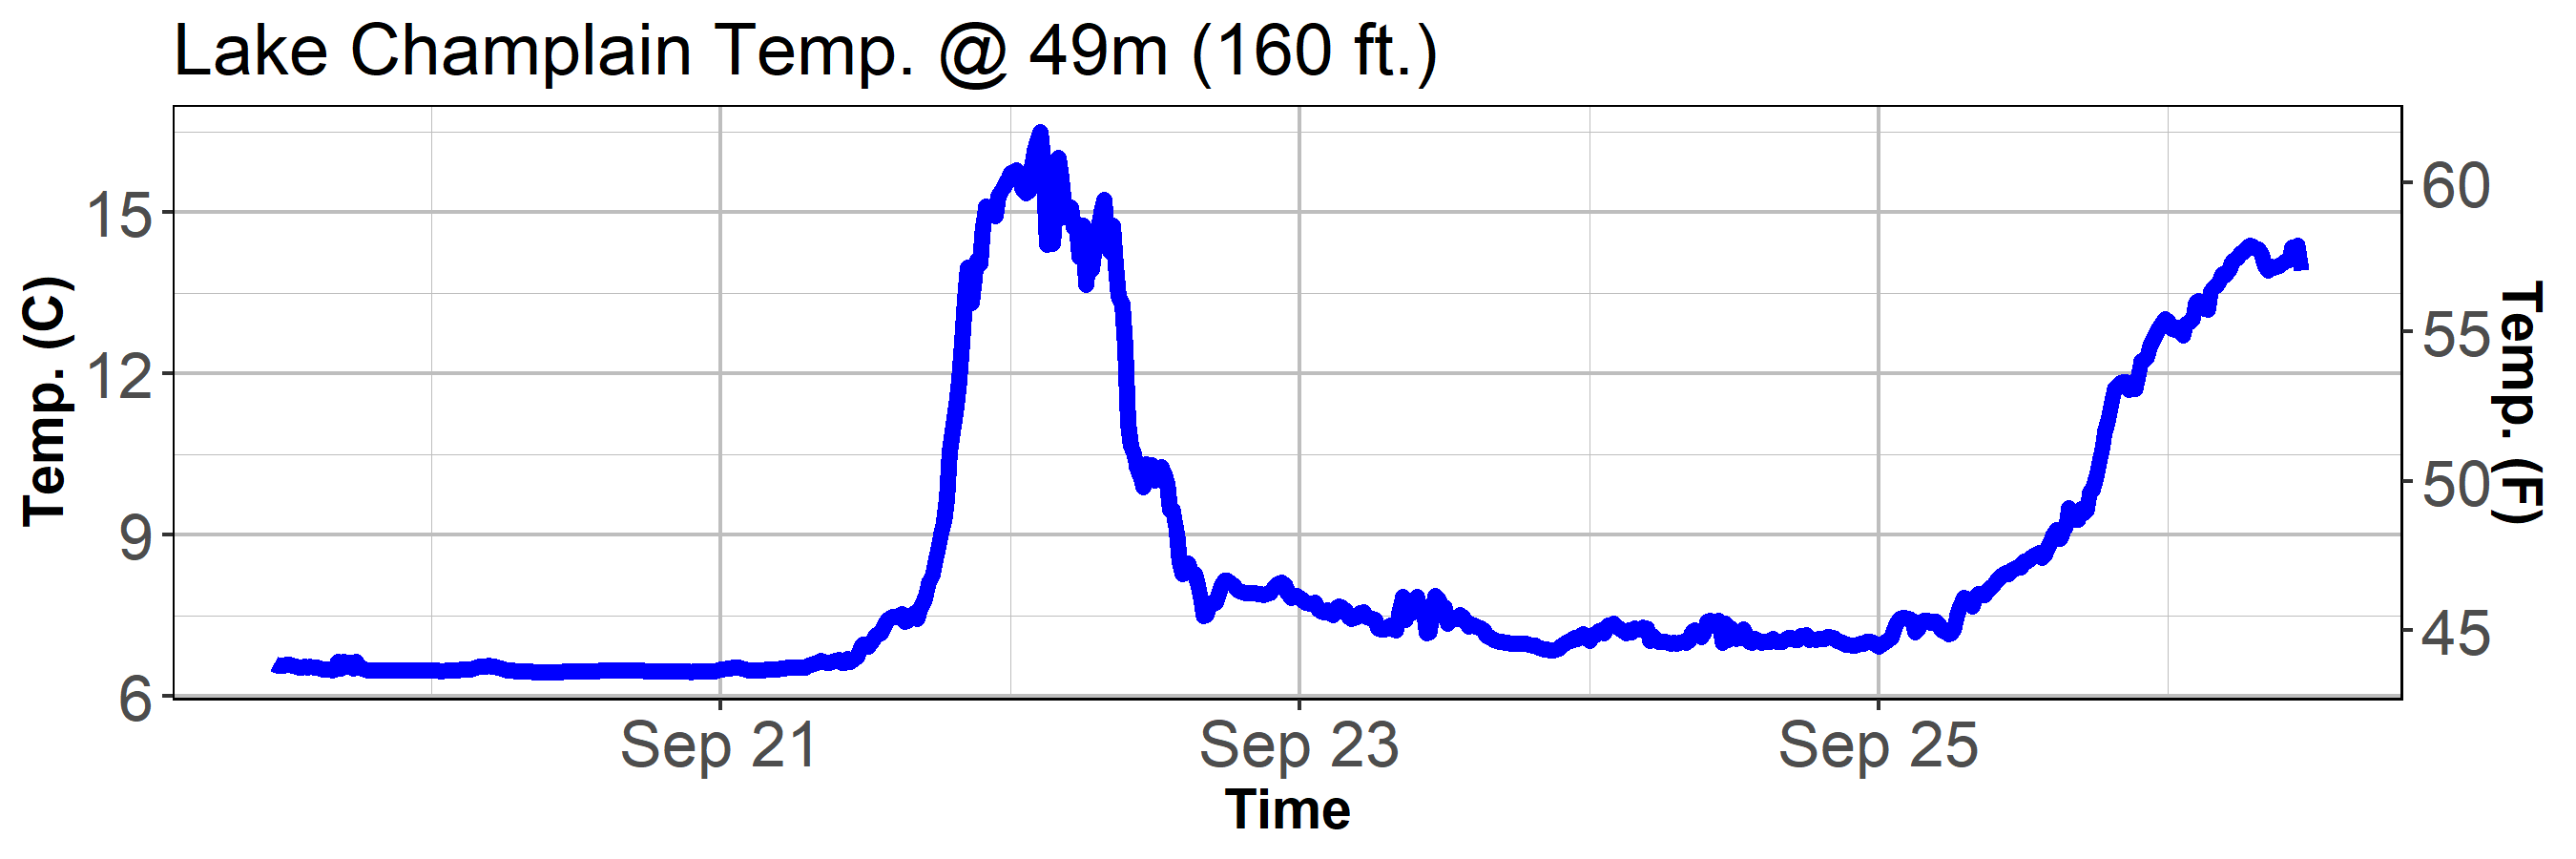 Lake Champlain Temp. @ 49m (160 ft.)
Temp. (C)
15
12
9
6
60
55
50
45
Temp. (F)
Sep 21
Sep 23
Sep 25
Time